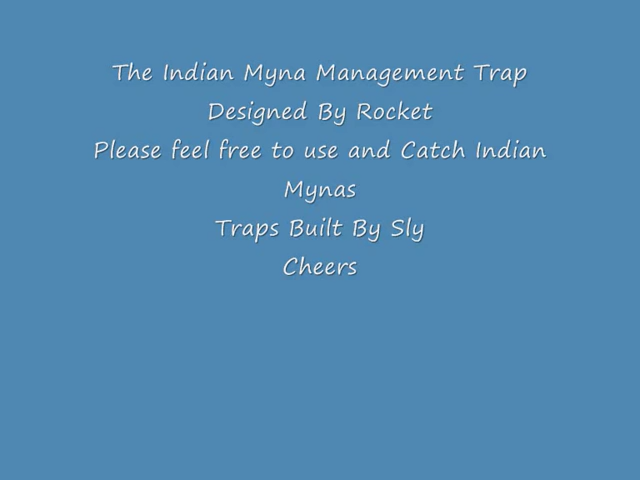 The Indian Myna Management Trap
Designed By Rocket
Please feel free to use and Catch Indian
Mynas
Traps Built By Sly
Cheers